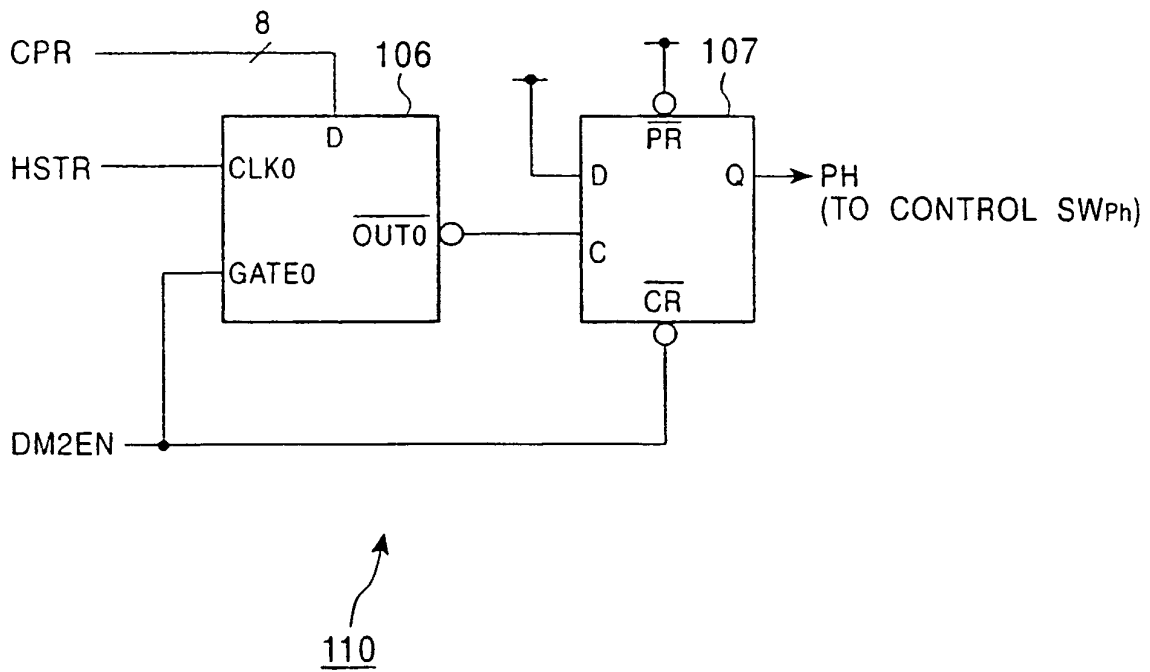 8
CPR
106
107
D
PR
HSTR
CLK0
D
Q
PH
(TO CONTROL SWPh)
OUT0
C
GATE0
CR
DM2EN
110